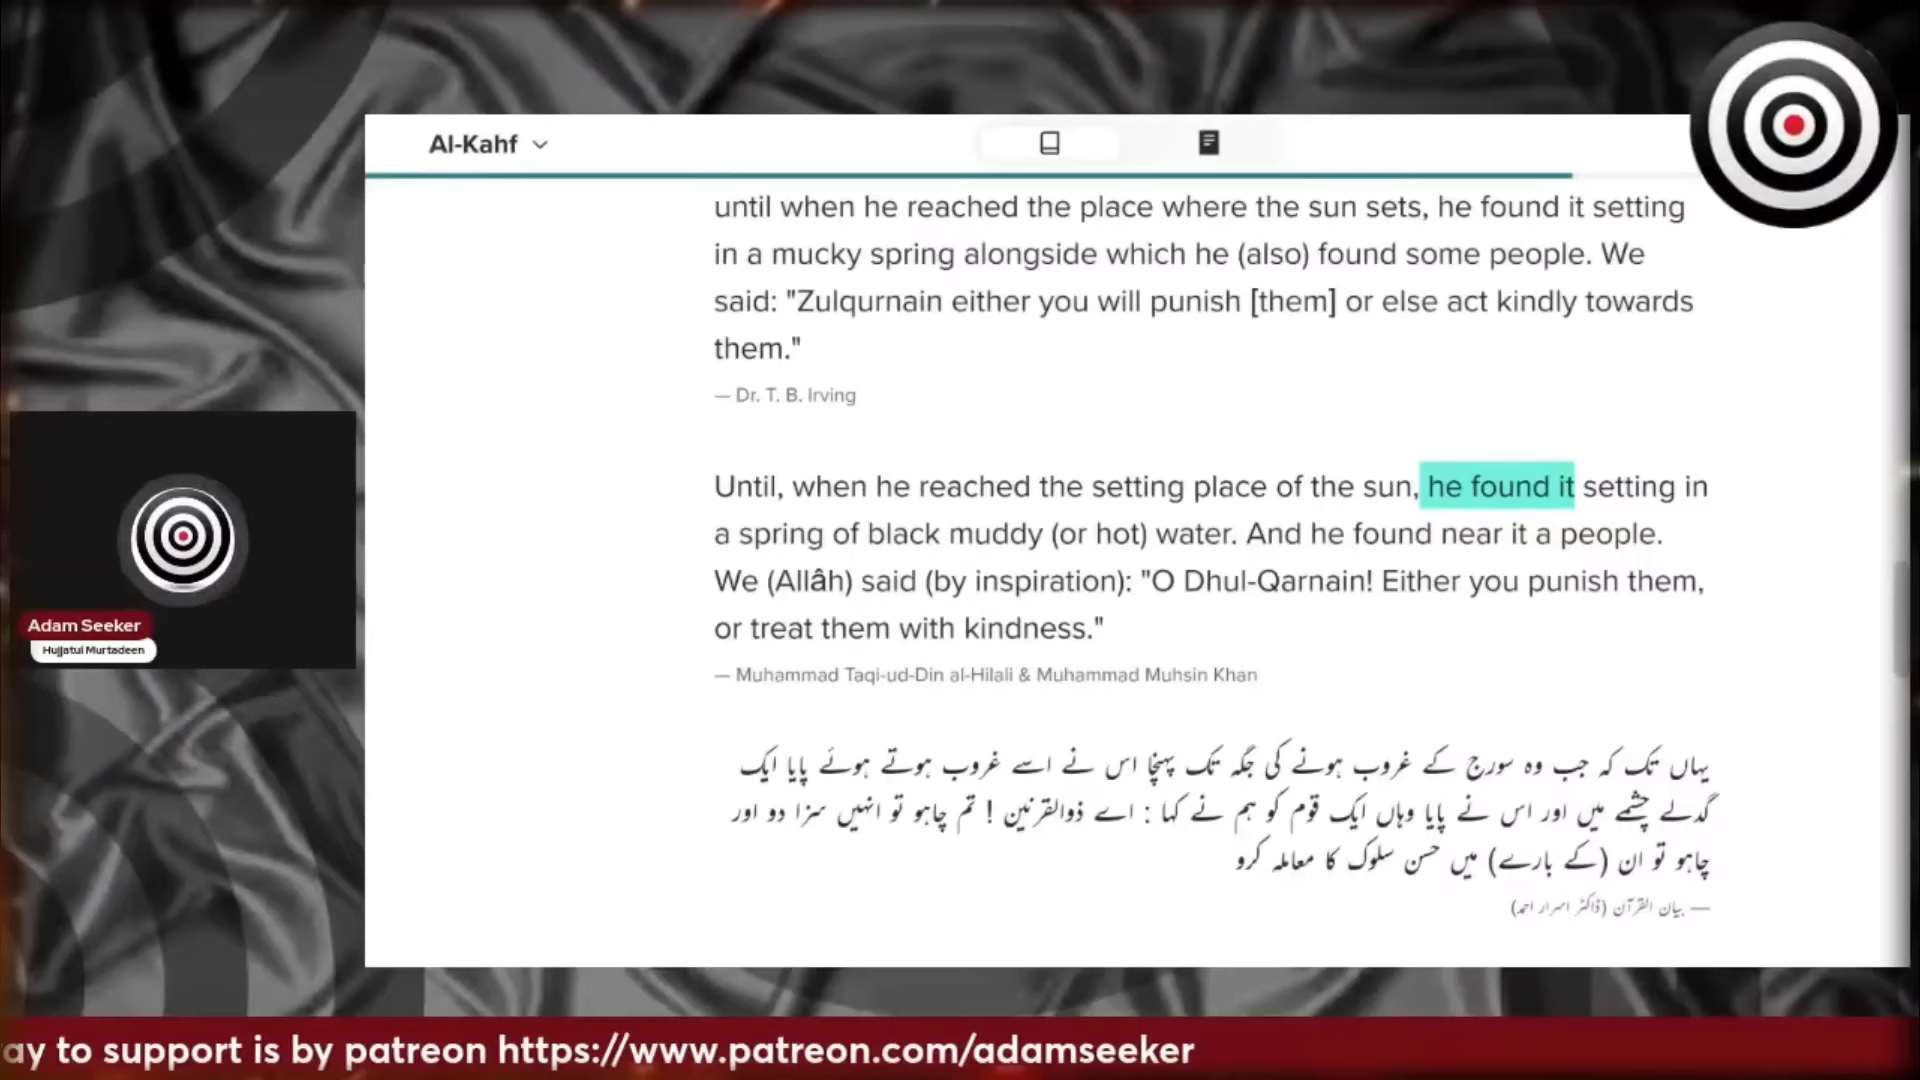 Al-Kahf
until when he reached the place where the sun sets, he found it setting
in a mucky spring alongside which he (also) found some people. We
said: "Zulqurnain either you will punish [them] or else act kindly towards
them."
— Dr. T. B. Irving
Until, when he reached the setting place of the sun, he found it setting in
a spring of black muddy (or hot) water. And he found near it a people.
We (Allâh) said (by inspiration): "O Dhul-Qarnain! Either you punish them,
or treat them with kindness."
— Muhammad Taqi-ud-Din al-Hilali & Muhammad Muhsin Khan
یہاں تک کہ جب وہ سورج کے غروب ہونے کی جگہ تک پہنچا اس نے اسے غروب ہوتے ہوئے پایا ایک
گدلے چشمے میں اور اس نے پایا وہاں ایک قوم کو ہم نے کہا : اے ذوالقرنین ! تم چاہو تو انہیں سزا دو اور
چاہو تو ان (کے بارے) میں حسن سلوک کا معاملہ کرو
— بیان القرآن (ڈاکٹر اسرار احمد)
Adam Seeker
Hujjatul Murtadeen
ay to support is by patreon https://www.patreon.com/adamseeker